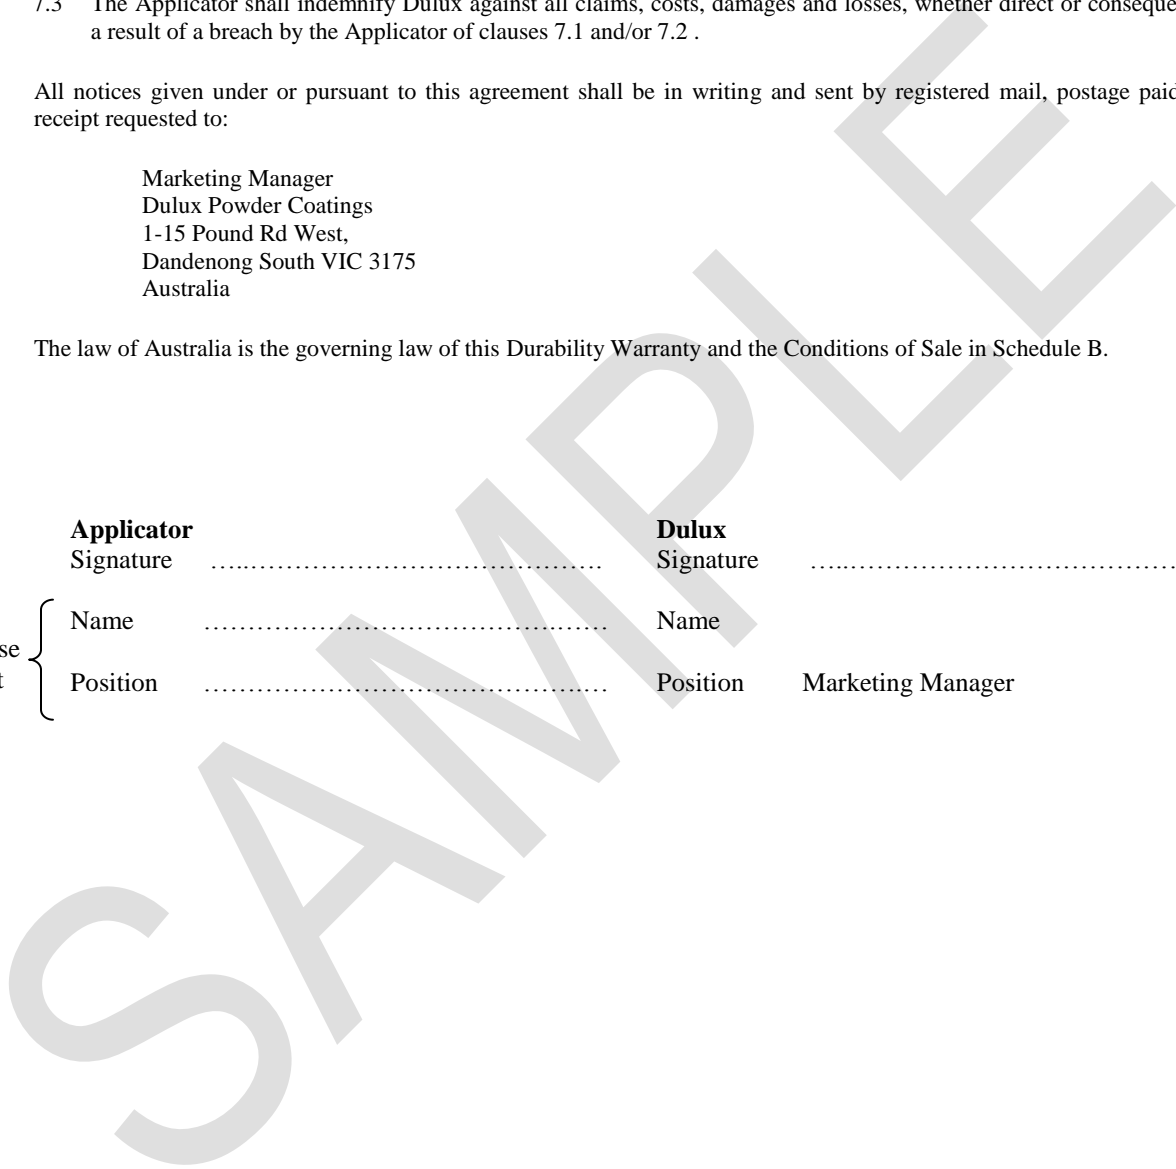 7.3 The Applicator shall indemnify Dulux against all claims, costs, damages and losses, whether direct or
a result of a breach by the Applicator of clauses 7.1 and/or 7.2 .
All notices given under or pursuant to this agreement shall be in writing and sent by registered mail, postage paid
receipt requested to:
Marketing Manager
Dulux Powder Coatings
1-15 Pound Rd West,
Dandenong South VIC 3175
Australia
The law of Australia is the governing law of this Durability Warranty and the Conditions of Sale in Schedule B.
Applicator Dulux
Signature …..………………………………… Signature …..………………………………
Name ……………………………………… Name
Position …………………………………….… Position Marketing Manager
SAMPLE